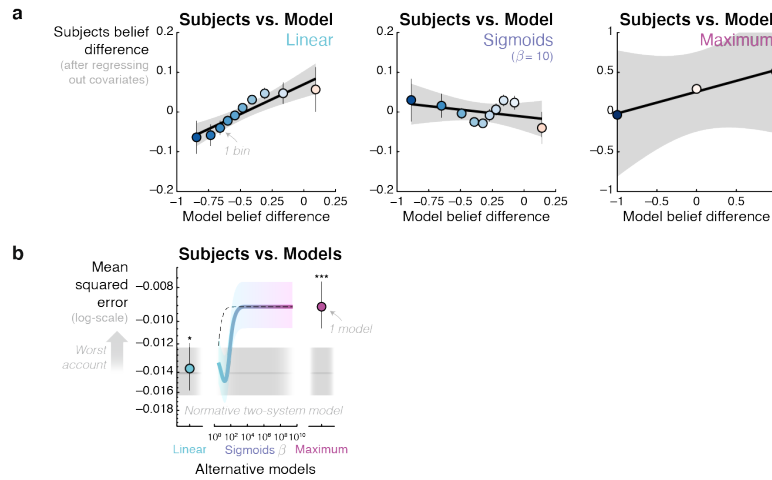 a
Subjects vs. Model
Linear
Subjects belief
difference
(after regressing
out covariates)
0.2
0.1
0
−0.1
−0.2
1 bin
−1 −0.75 −0.50 −0.25 0 0.25
Model belief difference
Subjects vs. Model
Sigmoids
(β= 10)
0.2
0.1
0
−0.1
−0.2
−1 −0.75 −0.50 −0.25 0 0.25
Model belief difference
Subjects vs. Model
Maximum
1
0.5
0
−0.5
−1
−1 −0.5 0 0.5
Model belief difference
b
Subjects vs. Models
Mean
squared
error
(log-scale)
Worst
account
−0.008
−0.010
−0.012
−0.014
−0.016
−0.018
*
***
1 model
Normative two-system model
10⁰ 10² 10⁴ 10⁶ 10⁸ 10¹⁰
Linear Sigmoids β Maximum
Alternative models